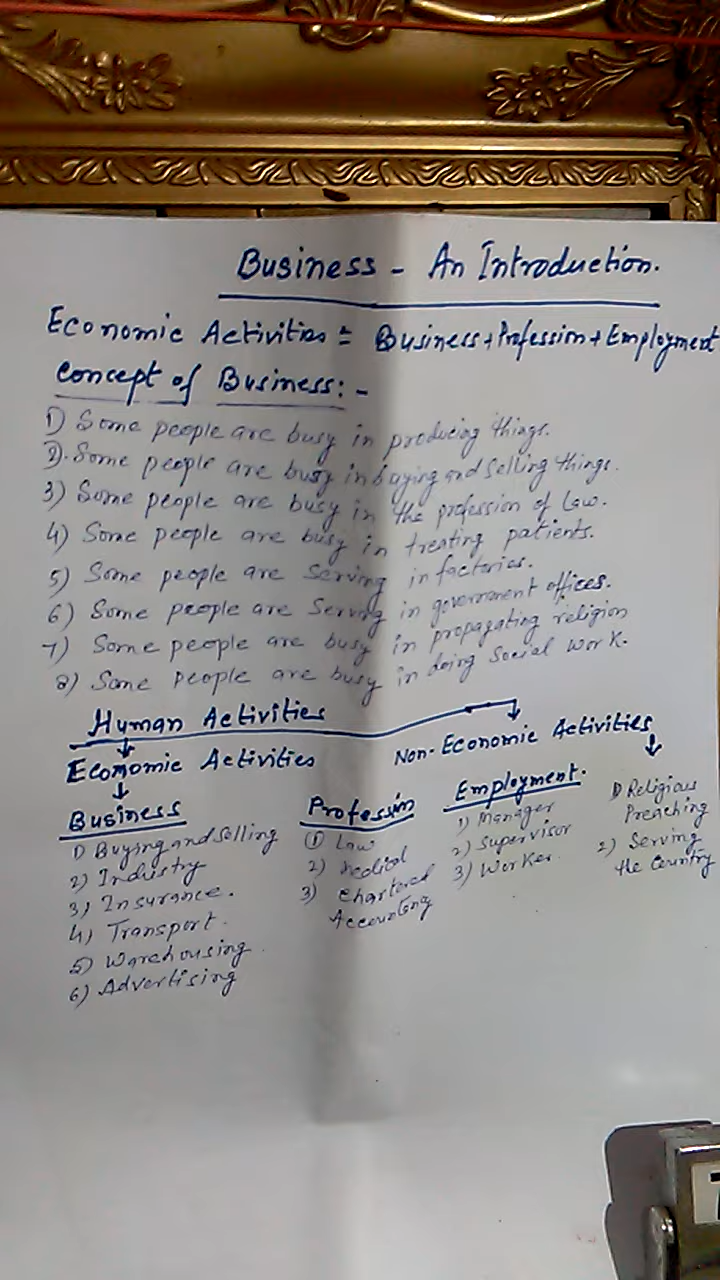 Business - An Introduction.
Economic Activities = Business + Profession + Employment
Concept of Business:-
1) Some people are busy in producing things.
2). Some people are busy in buying and selling things.
3) Some people are busy in the profession of Law.
4) Some people are busy in treating patients.
5) Some people are serving in factories.
6) Some people are serving in government offices.
7) Some people are busy in propagating religion
8) Some people are busy in doing social work.
Human Activities
Economic Activities
Non-Economic Activities
Business
1) Buying and selling
2) Industry
3) Insurance.
4) Transport.
5) Warehousing
6) Advertising
Profession
① Law
2) Medical
3) Chartered
Accountancy
Employment.
1) Manager
2) Supervisor
3) Worker.
1) Religious
Preaching
2) Serving
the Country